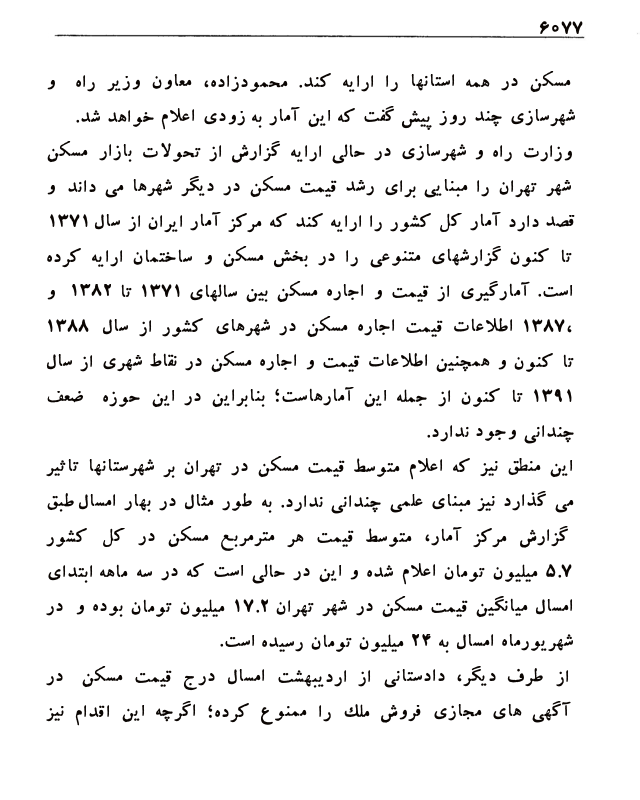 ۶۰۷۷
مسکن در همه استانها را ارایه کند. محمودزاده، معاون وزیر راه و
شهرسازی چند روز پیش گفت که این آمار به زودی اعلام خواهد شد.
وزارت راه و شهرسازی در حالی ارایه گزارش از تحولات بازار مسکن
شهر تهران را مبنایی برای رشد قیمت مسکن در دیگر شهرها می داند و
قصد دارد آمار کل کشور را ارایه کند که مرکز آمار ایران از سال ۱۳۷۱
تا کنون گزارشهای متنوعی را در بخش مسکن و ساختمان ارایه کرده
است. آمارگیری از قیمت و اجاره مسکن بین سالهای ۱۳۷۱ تا ۱۳۸۲ و
۱۳۸۷، اطلاعات قیمت اجاره مسکن در شهرهای کشور از سال ۱۳۸۸
تا کنون و همچنین اطلاعات قیمت و اجاره مسکن در نقاط شهری از سال
۱۳۹۱ تا کنون از جمله این آمارهاست؛ بنابراین در این حوزه ضعف
چندانی وجود ندارد.
این منطق نیز که اعلام متوسط قیمت مسکن در تهران بر شهرستانها تاثیر
می گذارد نیز مبنای علمی چندانی ندارد. به طور مثال در بهار امسال طبق
گزارش مرکز آمار، متوسط قیمت هر مترمربع مسکن در کل کشور
۵.۷ میلیون تومان اعلام شده و این در حالی است که در سه ماهه ابتدای
امسال میانگین قیمت مسکن در شهر تهران ۱۷.۲ میلیون تومان بوده و در
شهریورماه امسال به ۲۴ میلیون تومان رسیده است.
از طرف دیگر، دادستانی از اردیبهشت امسال درج قیمت مسکن در
آگهی های مجازی فروش ملك را ممنوع کرده؛ اگرچه این اقدام نیز